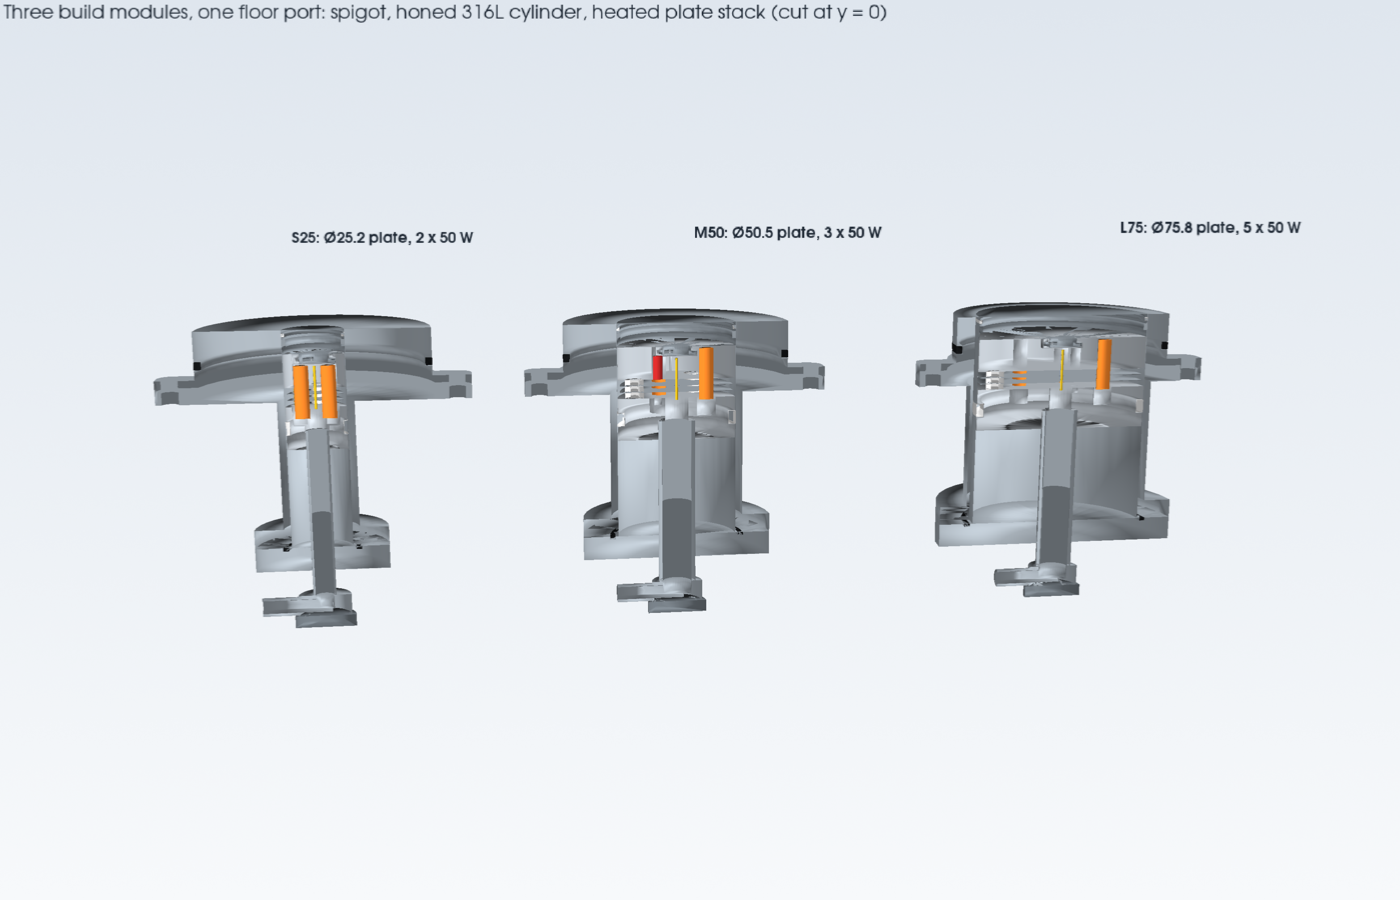 Three build modules, one floor port: spigot, honed 316L cylinder, heated plate stack (cut at y = 0)
S25: Ø25.2 plate, 2 x 50 W
M50: Ø50.5 plate, 3 x 50 W
L75: Ø75.8 plate, 5 x 50 W